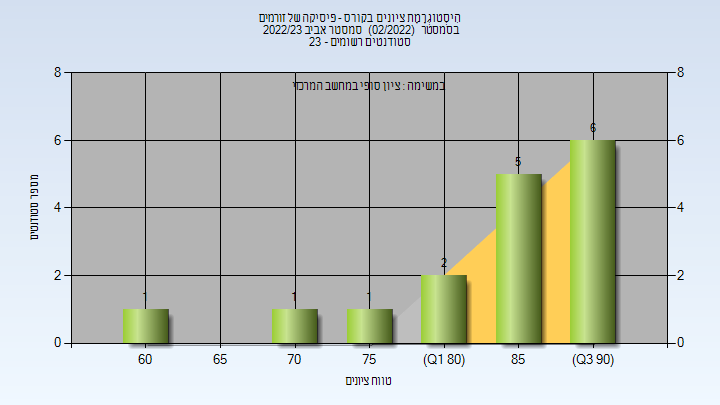 היסטוגרמת ציונים בקורס - פיסיקה של זורמים
בסמסטר (02/2022) סמסטר אביב 2022/23
סטודנטים רשומים - 23
במשימה : ציון סופי במחשב המרכזי
8
6
4
2
0
8
6
4
2
0
מספר סטודנטים
1
1
1
2
5
6
60
65
70
75
(Q1 80)
85
(Q3 90)
טווח ציונים